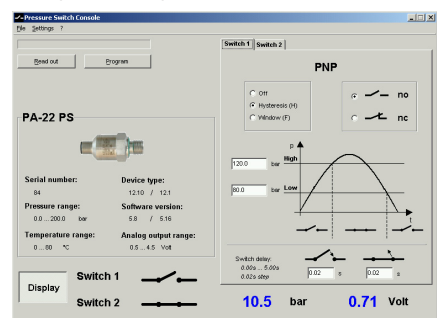 Pressure Switch Console
File Settings ?
Read out Program
PA-22 PS
Serial number: Device type:
84 12.10 / 12.1
Pressure range: Software version:
0.0 ... 200.0 bar 5.8 / 5.16
Temperature range: Analog output range:
0 ... 80 °C 0.5 ... 4.5 Volt
Display
Switch 1
Switch 2
Switch 1 Switch 2
PNP
Off
Hysteresis (H)
Window (F)
no
nc
p
120.0 bar High
80.0 bar Low
t
Switch delay:
0.00s ... 5.00s
0.02s step
0.02 s 0.02 s
10.5 bar 0.71 Volt